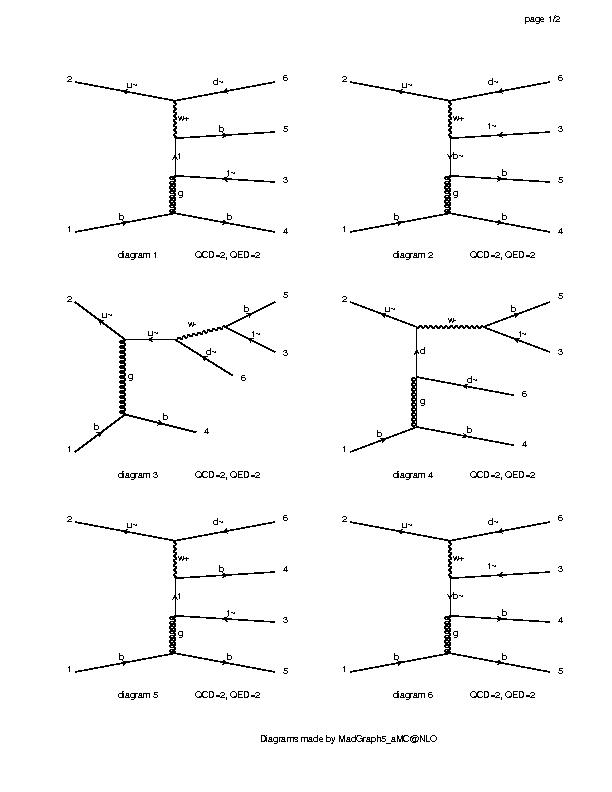 page 1/2
2 u~ d~ 6
w+
b 5
t
t~ 3
g
1 b b 4
diagram 1 QCD=2, QED=2
2 u~ d~ 6
w+
t~ 3
b~
b 5
g
1 b b 4
diagram 2 QCD=2, QED=2
2 u~ u~ w- b 5
t~ 3
d~ 6
g
1 b b 4
diagram 3 QCD=2, QED=2
2 u~ w- b 5
t~ 3
d
d~ 6
g
1 b b 4
diagram 4 QCD=2, QED=2
2 u~ d~ 6
w+
b 4
t
t~ 3
g
1 b b 5
diagram 5 QCD=2, QED=2
2 u~ d~ 6
w+
t~ 3
b~
b 4
g
1 b b 5
diagram 6 QCD=2, QED=2
Diagrams made by MadGraph5_aMC@NLO